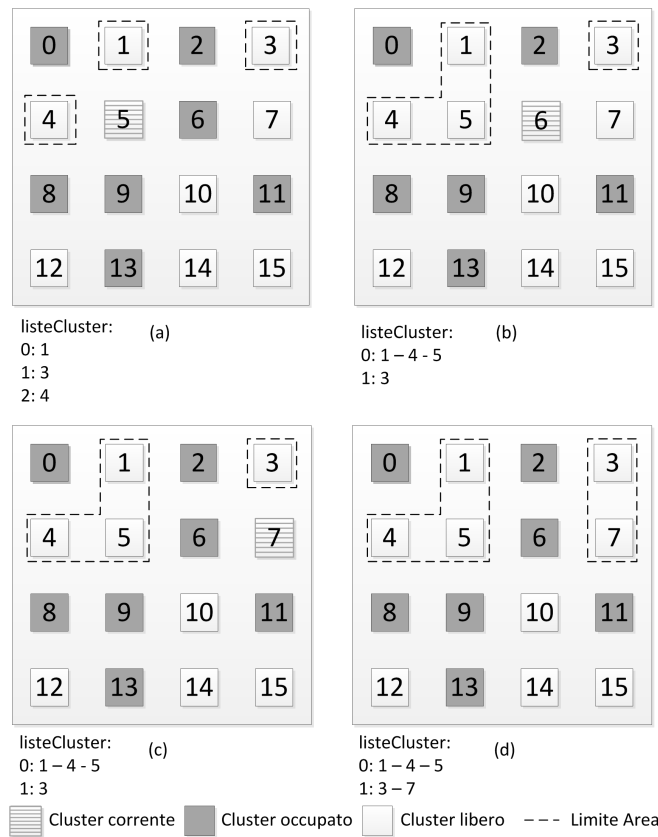 0 1 2 3
4 5 6 7
8 9 10 11
12 13 14 15
listeCluster: (a)
0: 1
1: 3
2: 4
0 1 2 3
4 5 6 7
8 9 10 11
12 13 14 15
listeCluster: (b)
0: 1 – 4 - 5
1: 3
0 1 2 3
4 5 6 7
8 9 10 11
12 13 14 15
listeCluster: (c)
0: 1 – 4 - 5
1: 3
0 1 2 3
4 5 6 7
8 9 10 11
12 13 14 15
listeCluster: (d)
0: 1 – 4 – 5
1: 3 – 7
Cluster corrente Cluster occupato Cluster libero Limite Area